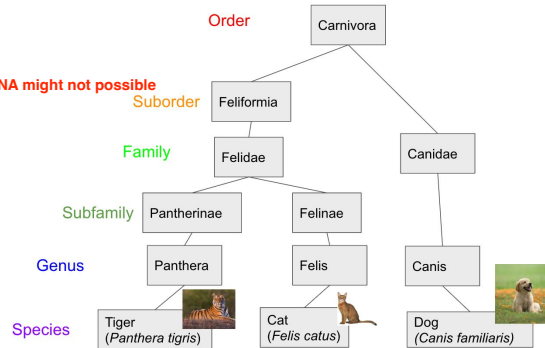 Order
Carnivora
NA might not possible
Suborder
Feliformia
Family
Felidae
Canidae
Subfamily
Pantherinae
Felinae
Genus
Panthera
Felis
Canis
Species
Tiger
(Panthera tigris)
Cat
(Felis catus)
Dog
(Canis familiaris)